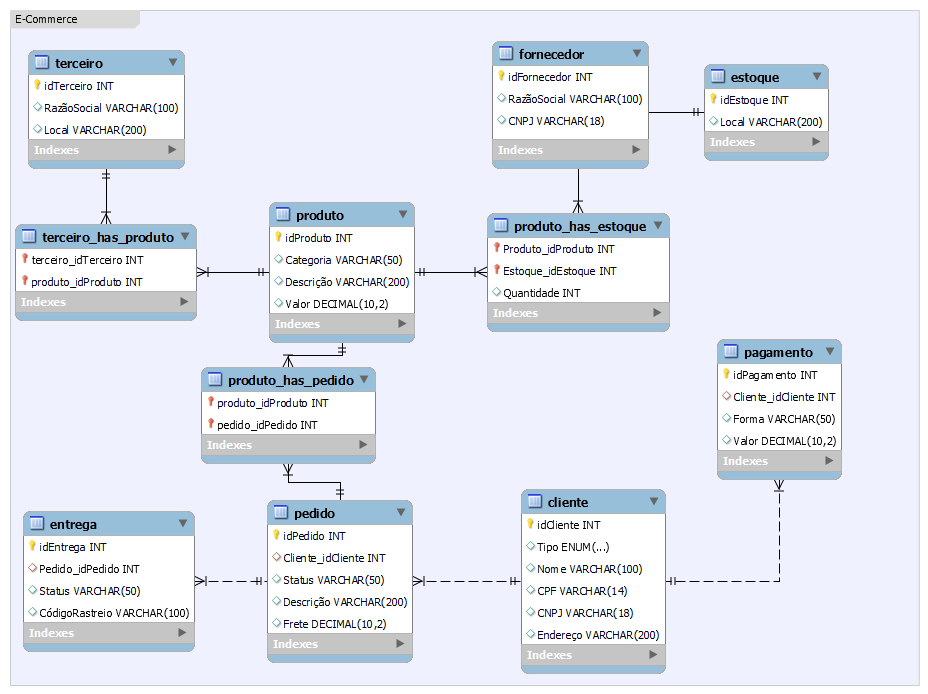 E-Commerce
terceiro
idTerceiro INT
RazãoSocial VARCHAR(100)
Local VARCHAR(200)
Indexes
fornecedor
idFornecedor INT
RazãoSocial VARCHAR(100)
CNPJ VARCHAR(18)
Indexes
estoque
idEstoque INT
Local VARCHAR(200)
Indexes
terceiro_has_produto
terceiro_idTerceiro INT
produto_idProduto INT
Indexes
produto
idProduto INT
Categoria VARCHAR(50)
Descrição VARCHAR(200)
Valor DECIMAL(10,2)
Indexes
produto_has_estoque
Produto_idProduto INT
Estoque_idEstoque INT
Quantidade INT
Indexes
produto_has_pedido
produto_idProduto INT
pedido_idPedido INT
Indexes
pagamento
idPagamento INT
Cliente_idCliente INT
Forma VARCHAR(50)
Valor DECIMAL(10,2)
Indexes
entrega
idEntrega INT
Pedido_idPedido INT
Status VARCHAR(50)
CódigoRastreio VARCHAR(100)
Indexes
pedido
idPedido INT
Cliente_idCliente INT
Status VARCHAR(50)
Descrição VARCHAR(200)
Frete DECIMAL(10,2)
Indexes
cliente
idCliente INT
Tipo ENUM(...)
Nome VARCHAR(100)
CPF VARCHAR(14)
CNPJ VARCHAR(18)
Endereço VARCHAR(200)
Indexes